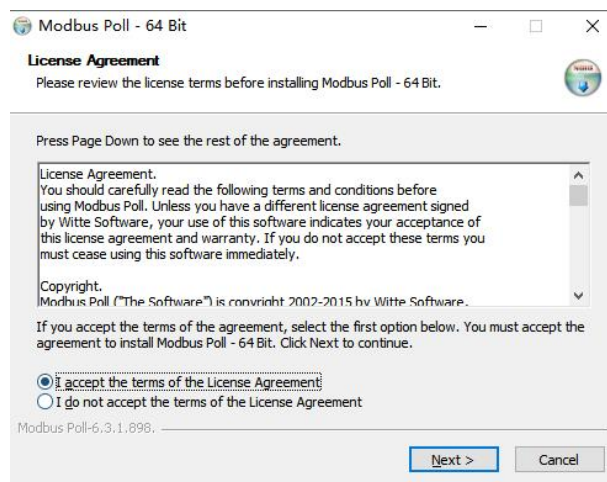 Modbus Poll - 64 Bit
License Agreement
Please review the license terms before installing Modbus Poll - 64 Bit.
Press Page Down to see the rest of the agreement.
License Agreement.
You should carefully read the following terms and conditions before
using Modbus Poll. Unless you have a different license agreement signed
by Witte Software, your use of this software indicates your acceptance of
this license agreement and warranty. If you do not accept these terms you
must cease using this software immediately.
Copyright.
Modbus Poll ("The Software") is copyright 2002-2015 by Witte Software.
If you accept the terms of the agreement, select the first option below. You must accept the
agreement to install Modbus Poll - 64 Bit. Click Next to continue.
I accept the terms of the License Agreement
I do not accept the terms of the License Agreement
Modbus Poll-6.3.1.898.
Next >
Cancel